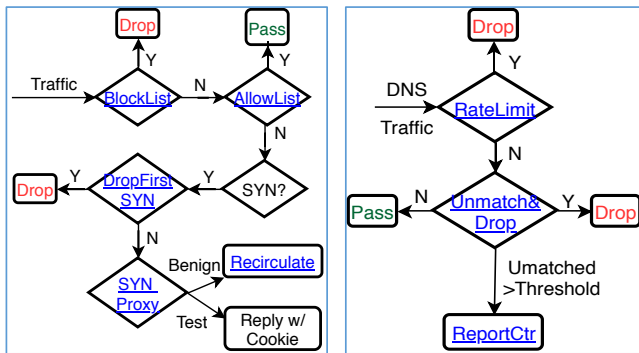 Drop
Pass
Y
Y
Traffic
BlockList
N
AllowList
N
Drop
Y
DropFirst
SYN
Y
SYN?
N
SYN
Proxy
Benign
Recirculate
Test
Reply w/
Cookie
Drop
Y
DNS
Traffic
RateLimit
N
Pass
N
Unmatch&
Drop
Y
Drop
Umatched
>Threshold
ReportCtr